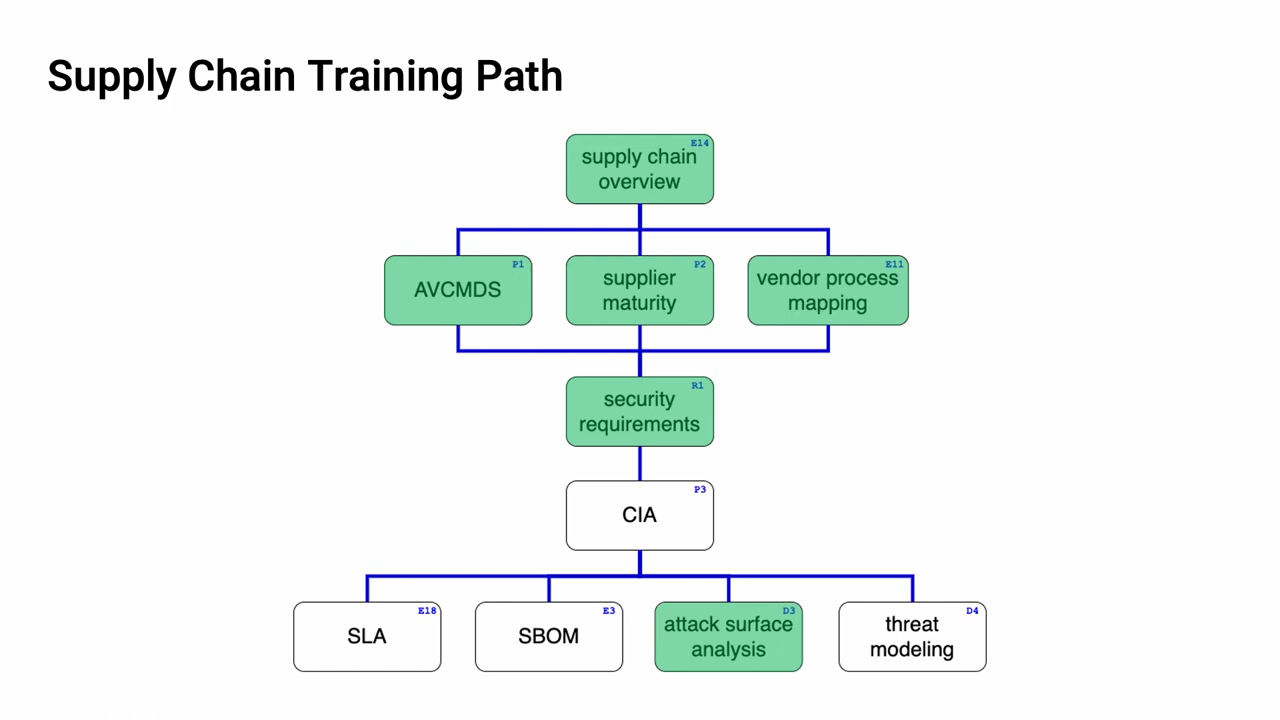 Supply Chain Training Path
E14
supply chain
overview
P1
AVCMDS
P2
supplier
maturity
E11
vendor process
mapping
R1
security
requirements
P3
CIA
E18
SLA
E3
SBOM
D3
attack surface
analysis
D4
threat
modeling